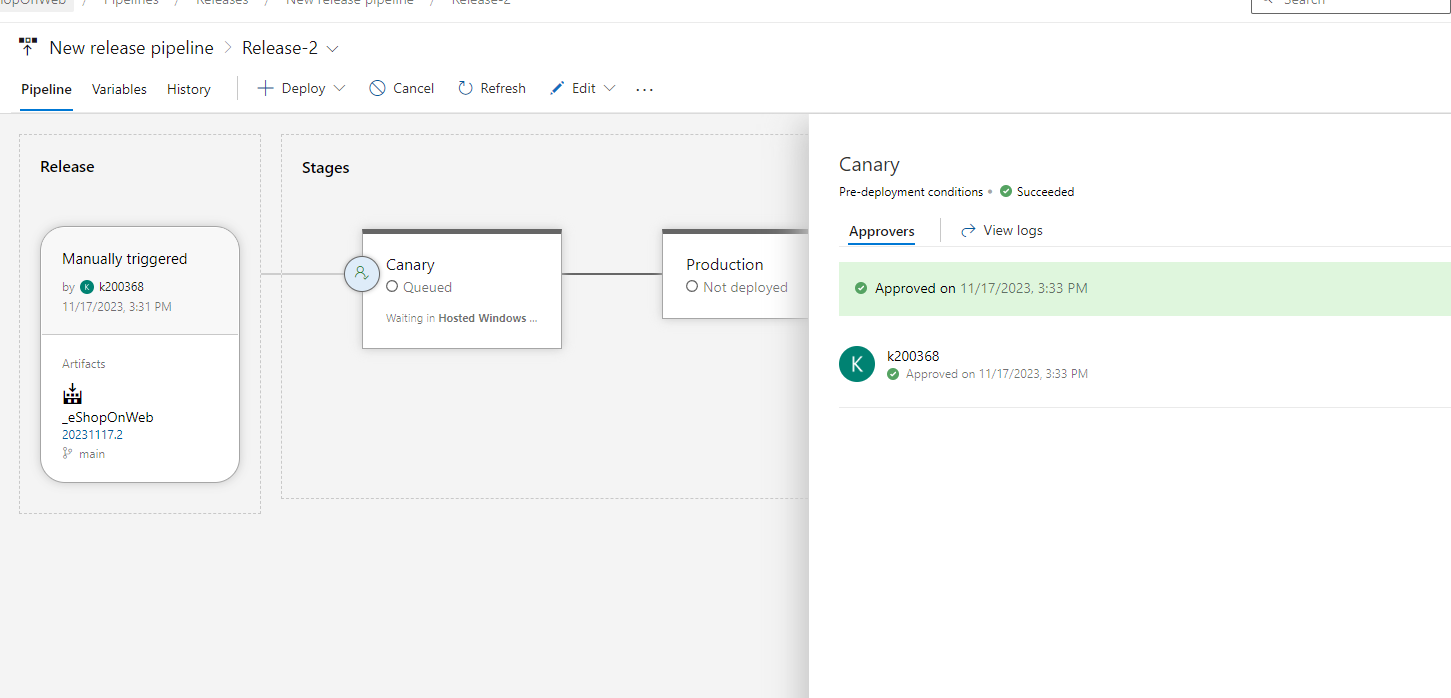 hopOnWeb / Pipelines / Releases / New release pipeline / Release-2
Search
New release pipeline > Release-2
Pipeline Variables History Deploy Cancel Refresh Edit ...
Release
Manually triggered
by K k200368
11/17/2023, 3:31 PM
Artifacts
_eShopOnWeb
20231117.2
main
Stages
Canary
Queued
Waiting in Hosted Windows ...
Production
Not deployed
Canary
Pre-deployment conditions • Succeeded
Approvers View logs
Approved on 11/17/2023, 3:33 PM
K k200368
Approved on 11/17/2023, 3:33 PM